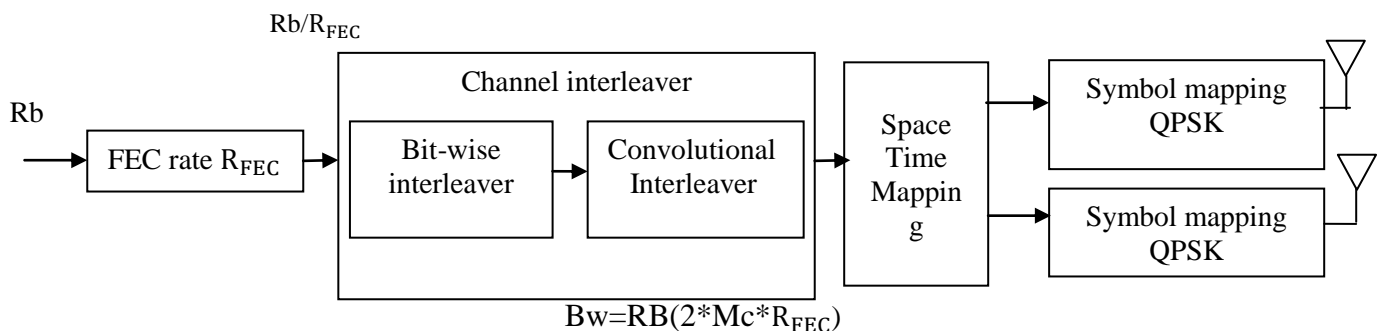 Rb/R_FEC
Rb
FEC rate R_FEC
Channel interleaver
Bit-wise
interleaver
Convolutional
Interleaver
Space
Time
Mappin
g
Symbol mapping
QPSK
Symbol mapping
QPSK
Bw=RB(2*Mc*R_FEC)